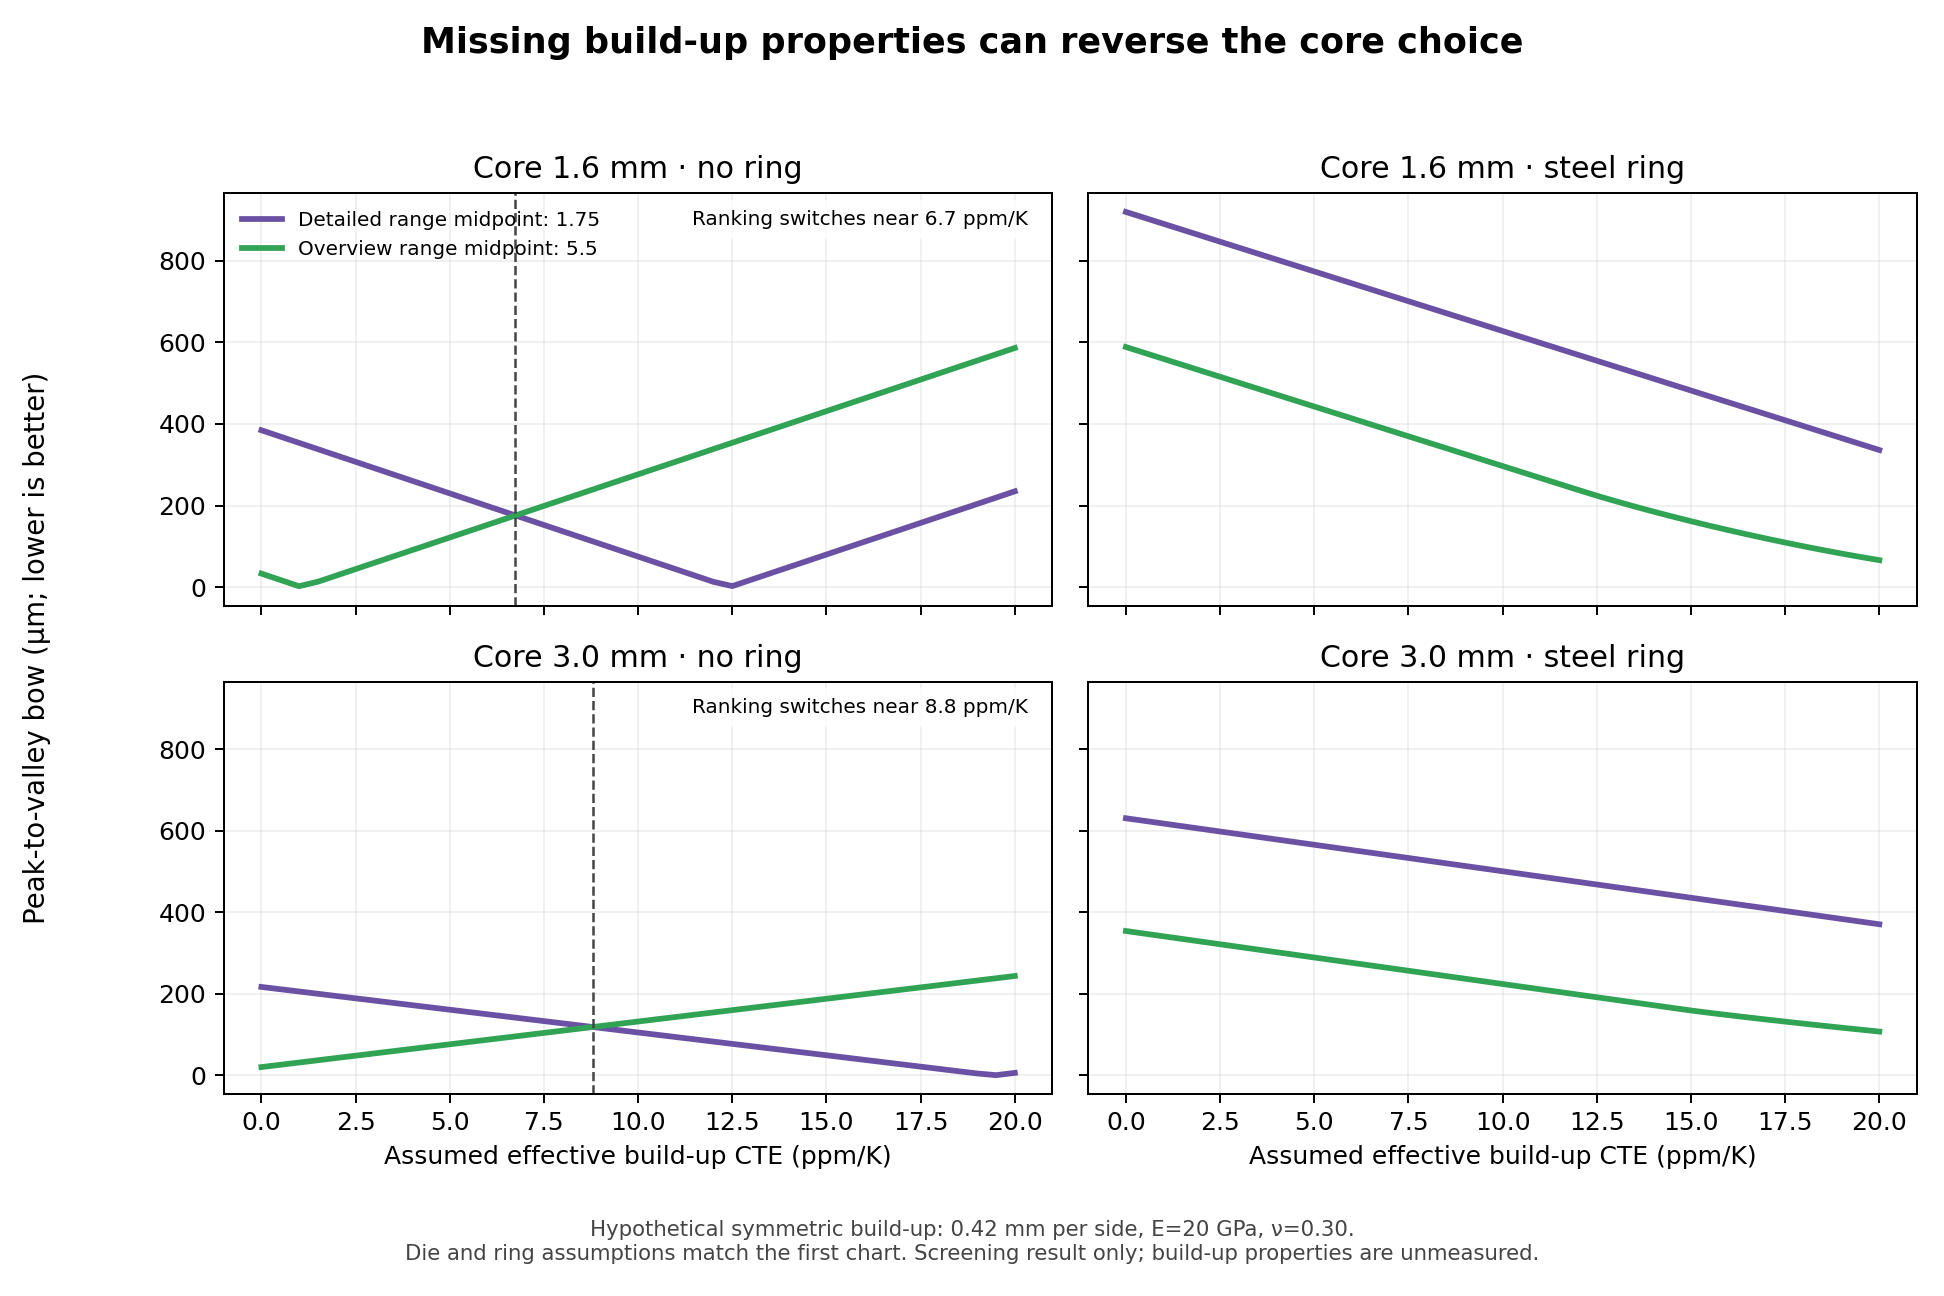 Missing build-up properties can reverse the core choice
Core 1.6 mm · no ring
Core 1.6 mm · steel ring
Detailed range midpoint: 1.75
Overview range midpoint: 5.5
Ranking switches near 6.7 ppm/K
800
600
400
200
0
Peak-to-valley bow (µm; lower is better)
Core 3.0 mm · no ring
Core 3.0 mm · steel ring
Ranking switches near 8.8 ppm/K
800
600
400
200
0
0.0 2.5 5.0 7.5 10.0 12.5 15.0 17.5 20.0
0.0 2.5 5.0 7.5 10.0 12.5 15.0 17.5 20.0
Assumed effective build-up CTE (ppm/K)
Assumed effective build-up CTE (ppm/K)
Hypothetical symmetric build-up: 0.42 mm per side, E=20 GPa, ν=0.30.
Die and ring assumptions match the first chart. Screening result only; build-up properties are unmeasured.